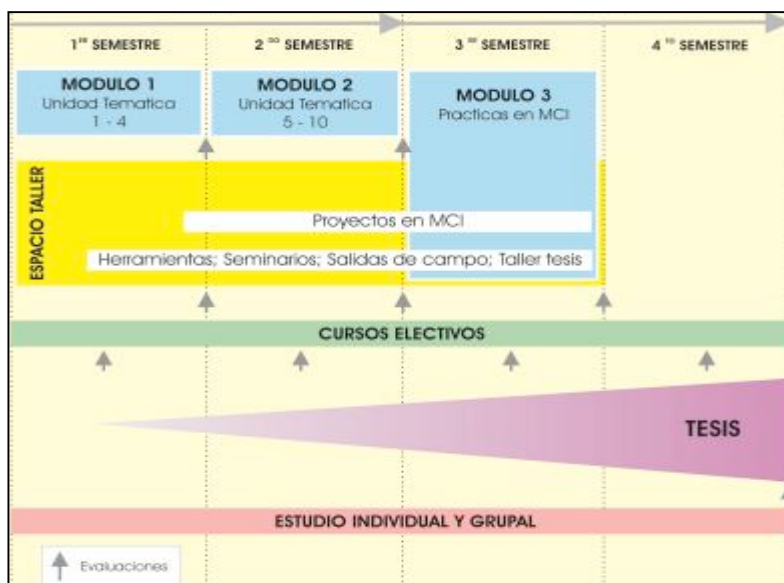 1ER SEMESTRE
2DO SEMESTRE
3ER SEMESTRE
4TO SEMESTRE
MODULO 1
Unidad Tematica
1 - 4
MODULO 2
Unidad Tematica
5 - 10
MODULO 3
Practicas en MCI
ESPACIO TALLER
Proyectos en MCI
Herramientas; Seminarios; Salidas de campo; Taller tesis
CURSOS ELECTIVOS
TESIS
ESTUDIO INDIVIDUAL Y GRUPAL
Evaluaciones